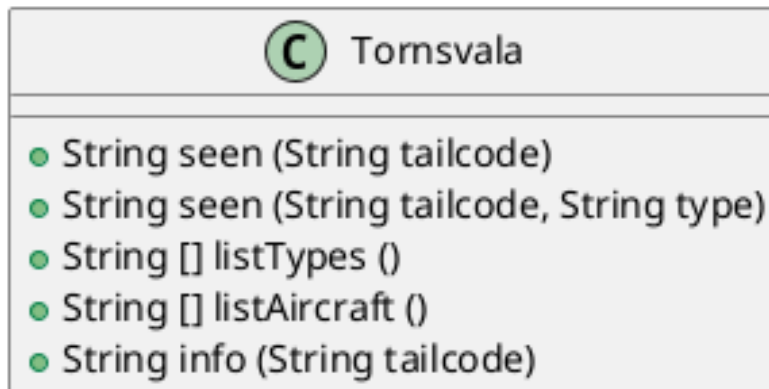 C Tornsvala
String seen (String tailcode)
String seen (String tailcode, String type)
String [] listTypes ()
String [] listAircraft ()
String info (String tailcode)